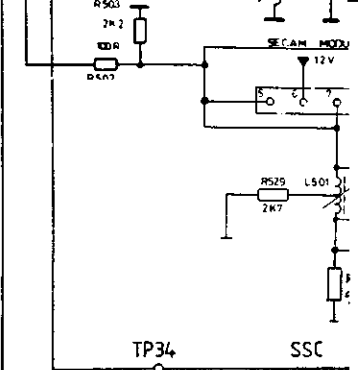 R503
2K2
100R
R502
SECAM MODU
12V
5 6 7
R529
L501
2K7
TP34
SSC